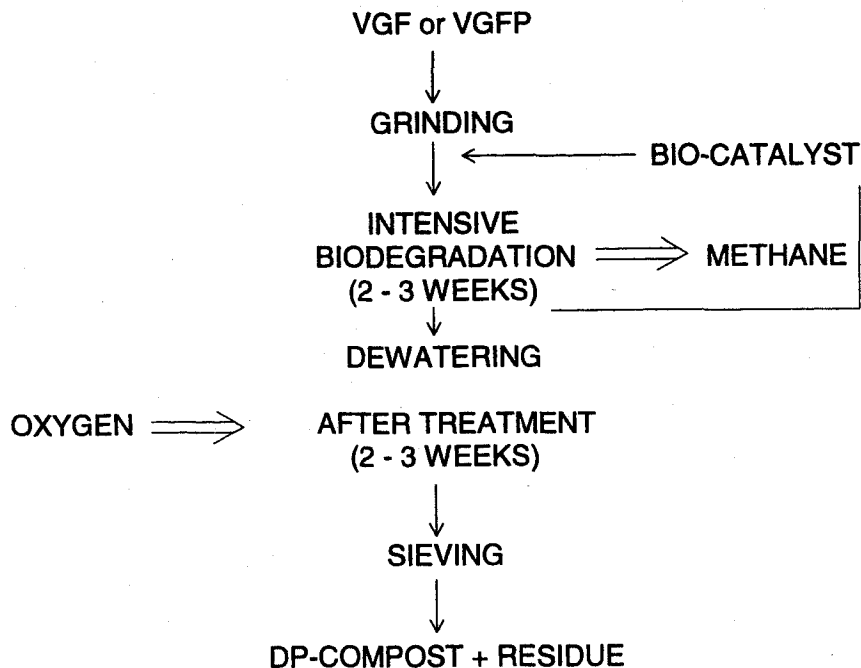 VGF or VGFP
GRINDING
BIO-CATALYST
INTENSIVE
BIODEGRADATION
METHANE
(2 - 3 WEEKS)
DEWATERING
OXYGEN
AFTER TREATMENT
(2 - 3 WEEKS)
SIEVING
DP-COMPOST + RESIDUE